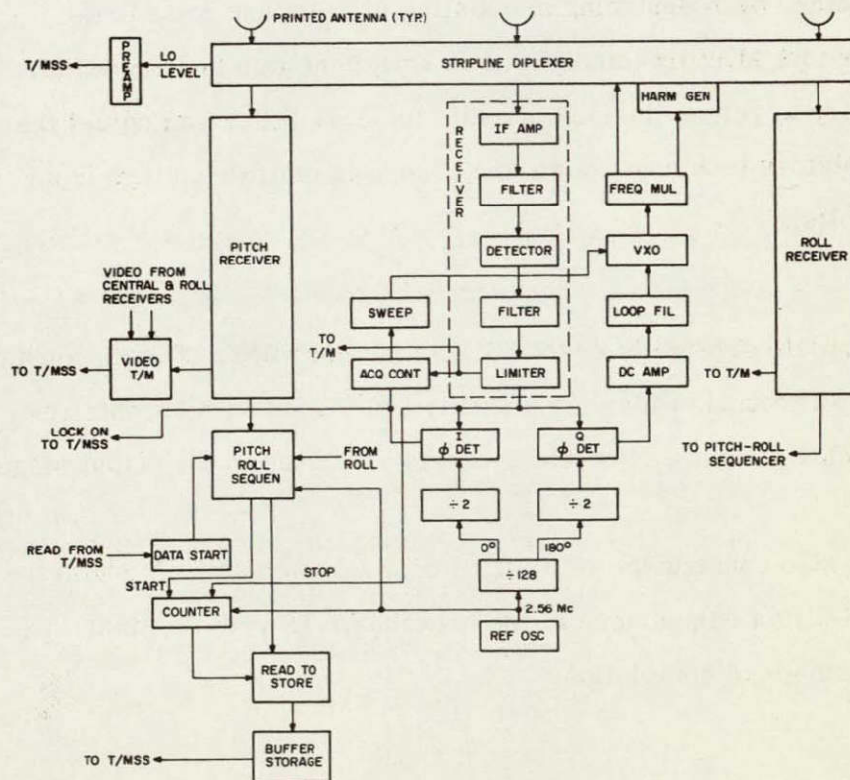 PRINTED ANTENNA (TYP.)
PREAMP
T/MSS
LO
LEVEL
STRIPLINE DIPLEXER
HARM GEN
RECEIVER
IF AMP
FILTER
FREQ MUL
PITCH
RECEIVER
DETECTOR
VXO
ROLL
RECEIVER
VIDEO FROM
CENTRAL & ROLL
RECEIVERS
SWEEP
FILTER
LOOP FIL
TO
T/M
VIDEO
T/M
TO T/MSS
ACQ CONT
LIMITER
DC AMP
TO T/M
LOCK ON
TO T/MSS
I
ϕ DET
Q
ϕ DET
PITCH
ROLL
SEQUEN
FROM
ROLL
TO PITCH-ROLL
SEQUENCER
÷2
÷2
READ FROM
T/MSS
DATA START
0°
180°
START
STOP
÷128
COUNTER
2.56 Mc
REF OSC
READ TO
STORE
TO T/MSS
BUFFER
STORAGE